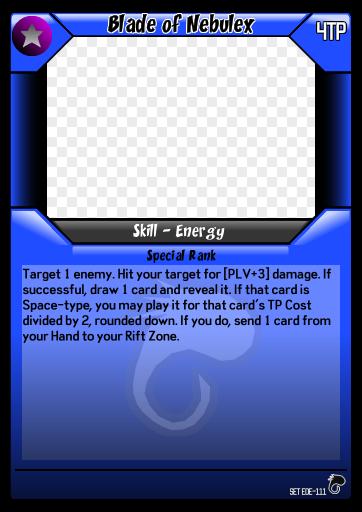 Blade of Nebulex
4TP
Skill - Energy
Special Rank
Target 1 enemy. Hit your target for [PLV+3] damage. If
successful, draw 1 card and reveal it. If that card is
Space-type, you may play it for that card's TP Cost
divided by 2, rounded down. If you do, send 1 card from
your Hand to your Rift Zone.
SET EOE-111